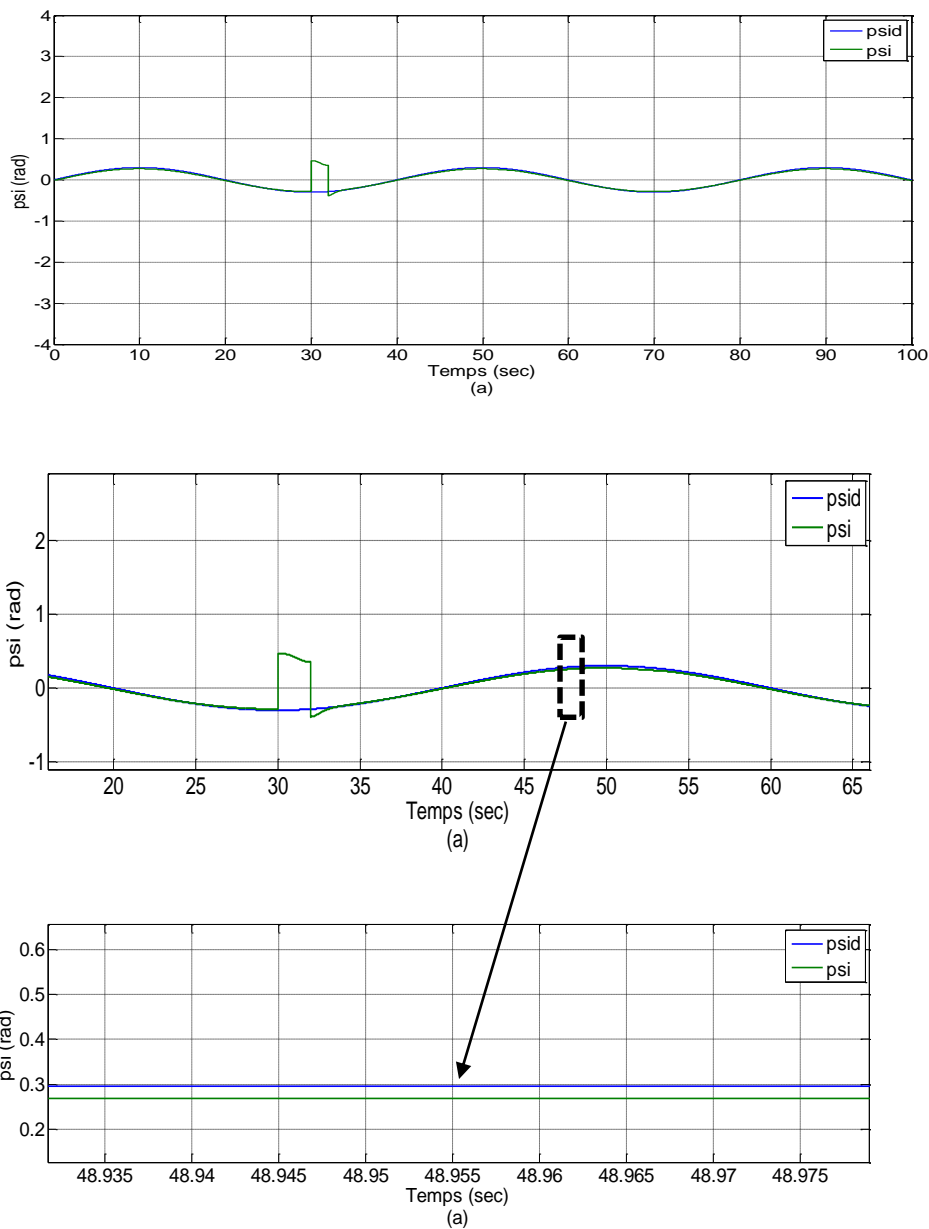 4
3
2
1
0
-1
-2
-3
-4
psi (rad)
psid
psi
0 10 20 30 40 50 60 70 80 90 100
Temps (sec)
(a)
2
1
0
-1
psi (rad)
psid
psi
20 25 30 35 40 45 50 55 60 65
Temps (sec)
(a)
0.6
0.5
0.4
0.3
0.2
psi (rad)
psid
psi
48.935 48.94 48.945 48.95 48.955 48.96 48.965 48.97 48.975
Temps (sec)
(a)